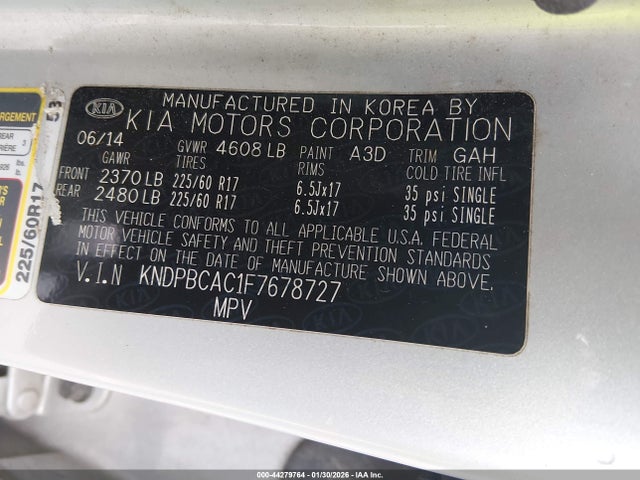 MANUFACTURED IN KOREA BY
KIA KIA MOTORS CORPORATION
06/14 GVWR 4608 LB PAINT A3D TRIM GAH
GAWR TIRES RIMS COLD TIRE INFL
FRONT 2370 LB 225/60 R17 6.5Jx17 35 psi SINGLE
REAR 2480 LB 225/60 R17 6.5Jx17 35 psi SINGLE
THIS VEHICLE CONFORMS TO ALL APPLICABLE U.S.A. FEDERAL
MOTOR VEHICLE SAFETY AND THEFT PREVENTION STANDARDS
IN EFFECT ON THE DATE OF MANUFACTURE SHOWN ABOVE.
V.I.N KNDPBCAC1F7678727
MPV
REAR 3
225/60R17
53
000-44279764 | 01/30/2026 | IAA Inc.